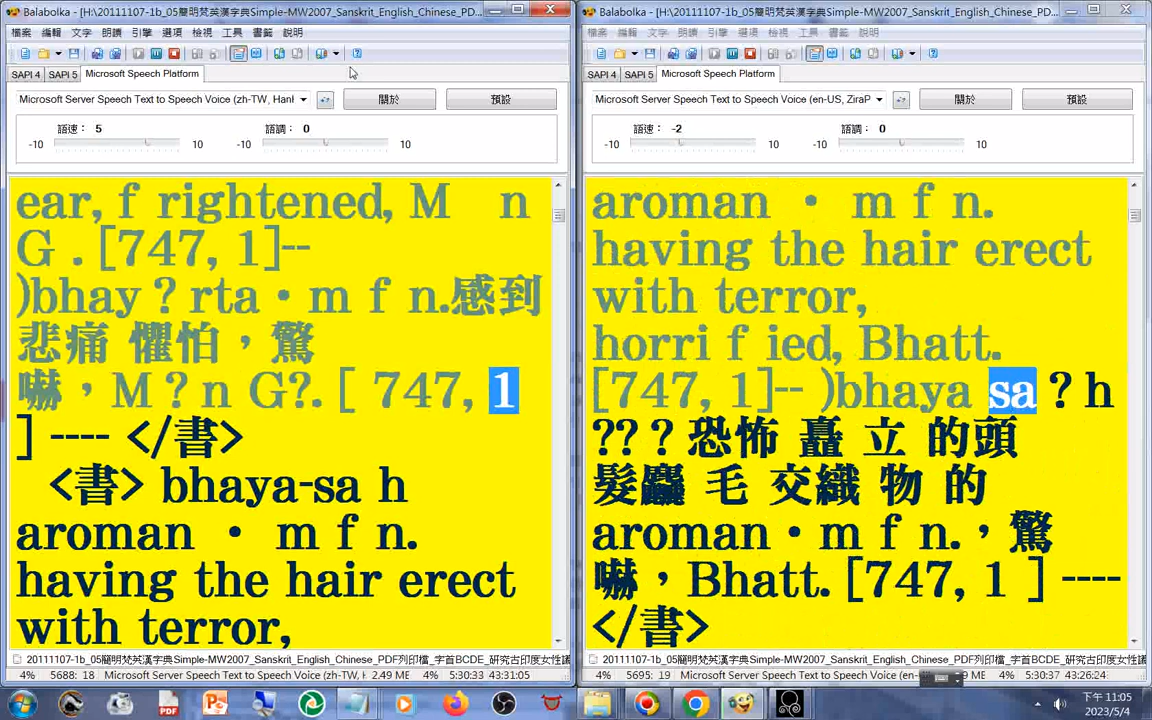 Balabolka - [H:\20111107-1b_05簡明梵英漢字典Simple-MW2007_Sanskrit_English_Chinese_PD...
檔案 編輯 文字 朗讀 引擎 選項 檢視 工具 書籤 說明
SAPI 4 SAPI 5 Microsoft Speech Platform
Microsoft Server Speech Text to Speech Voice (zh-TW, Hanl 關於 預設
語速： 5 語調： 0
-10 10 -10 10
ear, f rightened, M n
G . [747, 1]--
)bhay ? rta • m f n.感到
悲痛 懼怕，驚
嚇，M ? n G?. [ 747, 1
] ---- </書>
<書> bhaya-sa h
aroman • m f n.
having the hair erect
with terror,
20111107-1b_05簡明梵英漢字典Simple-MW2007_Sanskrit_English_Chinese_PDF列印檔_字首BCDE_研究古印度女性議
4% 5688: 18 Microsoft Server Speech Text to Speech Voice (zh-TW, H 2.49 MB 4% 5:30:33 43:31:05
Balabolka - [H:\20111107-1b_05簡明梵英漢字典Simple-MW2007_Sanskrit_English_Chinese_PD...
檔案 編輯 文字 朗讀 引擎 選項 檢視 工具 書籤 說明
SAPI 4 SAPI 5 Microsoft Speech Platform
Microsoft Server Speech Text to Speech Voice (en-US, ZiraP 關於 預設
語速： -2 語調： 0
-10 10 -10 10
aroman • m f n.
having the hair erect
with terror,
horri f ied, Bhatt.
[747, 1]-- )bhaya sa ? h
?? ? 恐怖 矗 立 的頭
髮麤 毛 交織 物 的
aroman • m f n.，驚
嚇，Bhatt. [747, 1 ] ----
</書>
20111107-1b_05簡明梵英漢字典Simple-MW2007_Sanskrit_English_Chinese_PDF列印檔_字首BCDE_研究古印度女性議
4% 5695: 19 Microsoft Server Speech Text to Speech Voice (en-US, Z ME MB 4% 5:30:37 43:26:24
PDF
下午 11:05
2023/5/4